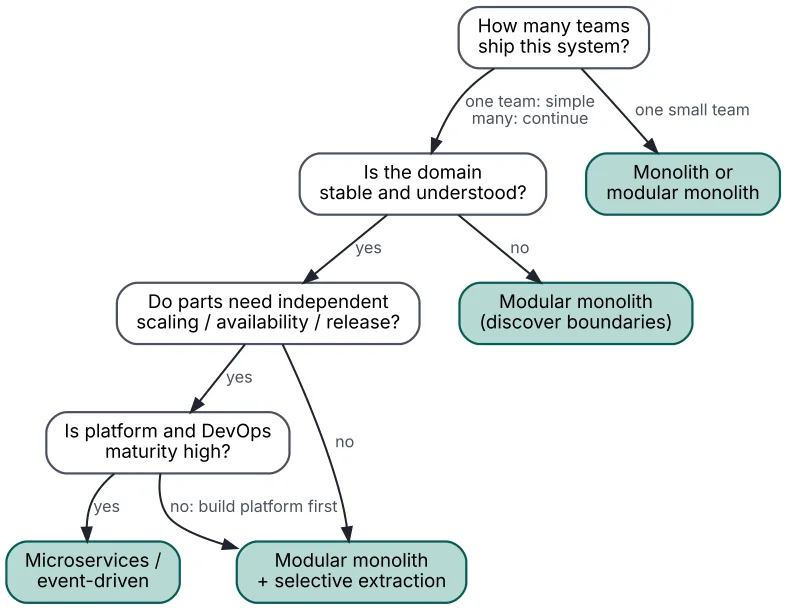 How many teams
ship this system?
one team: simple
many: continue
one small team
Is the domain
stable and understood?
Monolith or
modular monolith
yes
no
Do parts need independent
scaling / availability / release?
Modular monolith
(discover boundaries)
yes
no
Is platform and DevOps
maturity high?
yes
no: build platform first
Microservices /
event-driven
Modular monolith
+ selective extraction